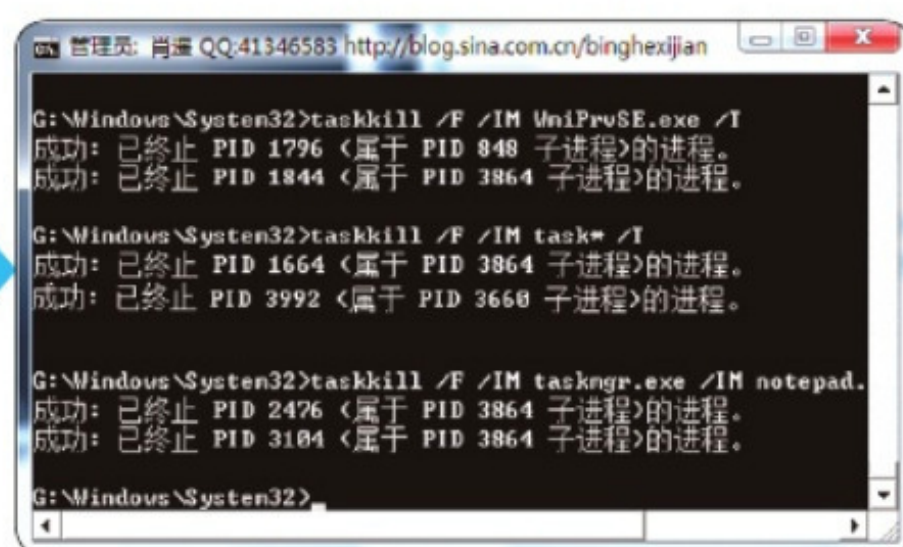 管理员: 肖遥 QQ:41346583 http://blog.sina.com.cn/binghexijian
G:\Windows\System32>taskkill /F /IM WmiPrvSE.exe /T
成功: 已终止 PID 1796 (属于 PID 848 子进程)的进程。
成功: 已终止 PID 1844 (属于 PID 3864 子进程)的进程。
G:\Windows\System32>taskkill /F /IM task* /T
成功: 已终止 PID 1664 (属于 PID 3864 子进程)的进程。
成功: 已终止 PID 3992 (属于 PID 3660 子进程)的进程。
G:\Windows\System32>taskkill /F /IM taskmgr.exe /IM notepad.
成功: 已终止 PID 2476 (属于 PID 3864 子进程)的进程。
成功: 已终止 PID 3104 (属于 PID 3864 子进程)的进程。
G:\Windows\System32>_